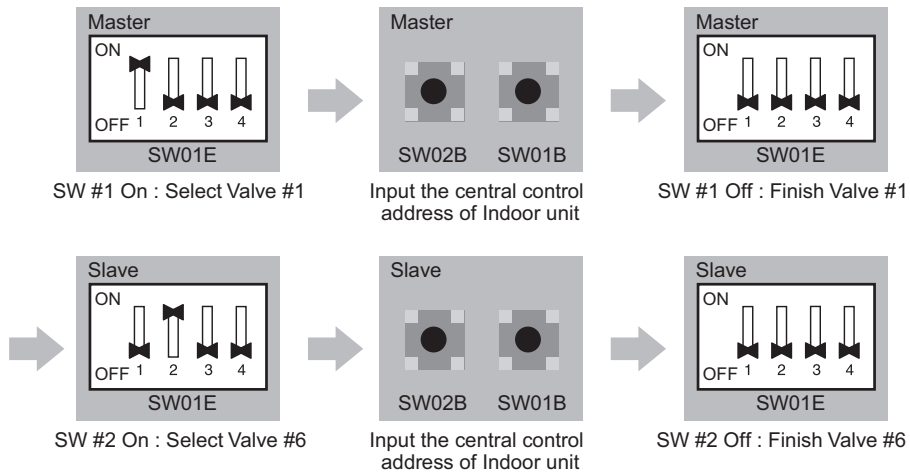 Master
ON
OFF 1 2 3 4
SW01E
SW #1 On : Select Valve #1
Master
SW02B SW01B
Input the central control
address of Indoor unit
Master
ON
OFF 1 2 3 4
SW01E
SW #1 Off : Finish Valve #1
Slave
ON
OFF 1 2 3 4
SW01E
SW #2 On : Select Valve #6
Slave
SW02B SW01B
Input the central control
address of Indoor unit
Slave
ON
OFF 1 2 3 4
SW01E
SW #2 Off : Finish Valve #6